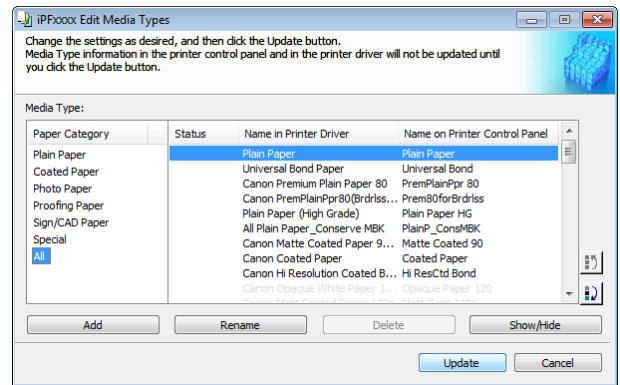 iPFxxxx Edit Media Types
Change the settings as desired, and then click the Update button.
Media Type information in the printer control panel and in the printer driver will not be updated until
you click the Update button.
Media Type:
Paper Category Status Name in Printer Driver Name on Printer Control Panel
Plain Paper
Coated Paper
Photo Paper
Proofing Paper
Sign/CAD Paper
Special
All
Plain Paper Plain Paper
Universal Bond Paper Universal Bond
Canon Premium Plain Paper 80 PremPlainPpr 80
Canon PremPlainPpr80(Brdrlss... Prem80forBrdrlss
Plain Paper (High Grade) Plain Paper HG
All Plain Paper_Conserve MBK PlainP_ConsMBK
Canon Matte Coated Paper 9... Matte Coated 90
Canon Coated Paper Coated Paper
Canon Hi Resolution Coated B... Hi ResCtd Bond
Canon Opaque White Paper 1... Opaque Paper 120
Add Rename Delete Show/Hide
Update Cancel